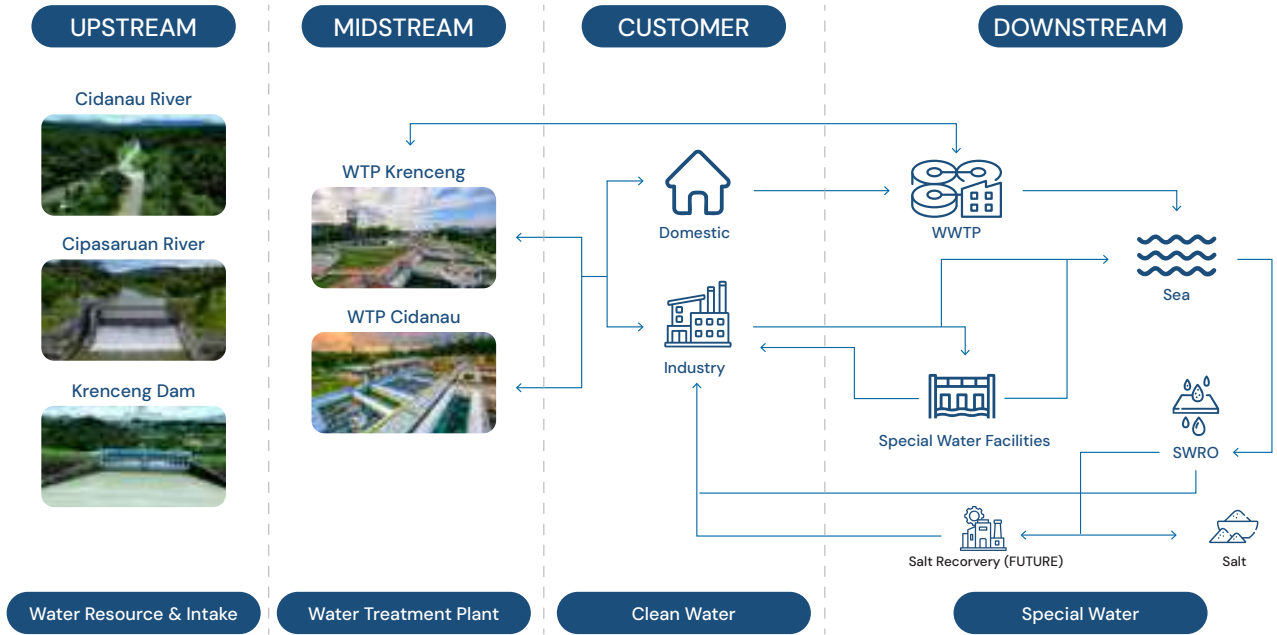 UPSTREAM
MIDSTREAM
CUSTOMER
DOWNSTREAM
Cidanau River
Cipasaruan River
Krenceng Dam
WTP Krenceng
WTP Cidanau
Domestic
Industry
WWTP
Sea
Special Water Facilities
SWRO
Salt Recorvery (FUTURE)
Salt
Water Resource & Intake
Water Treatment Plant
Clean Water
Special Water